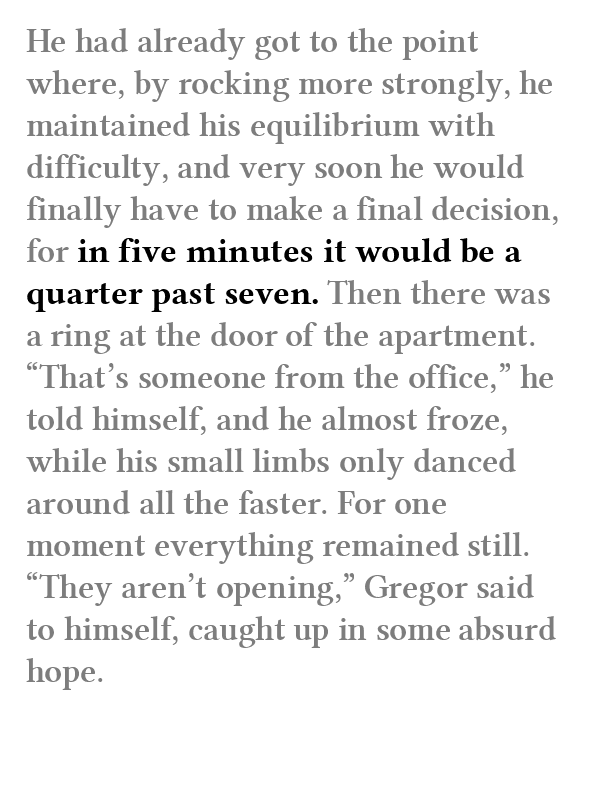 He had already got to the point
where, by rocking more strongly, he
maintained his equilibrium with
difficulty, and very soon he would
finally have to make a final decision,
for in five minutes it would be a
quarter past seven. Then there was
a ring at the door of the apartment.
“That’s someone from the office,” he
told himself, and he almost froze,
while his small limbs only danced
around all the faster. For one
moment everything remained still.
“They aren’t opening,” Gregor said
to himself, caught up in some absurd
hope.